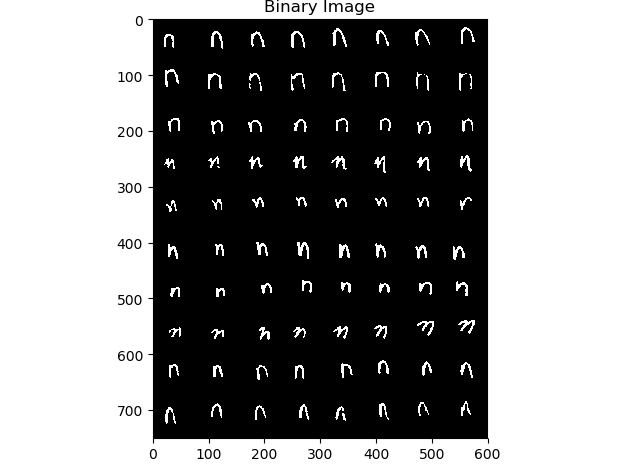 Binary Image
0
n n n n n n n n
100 n n n n n n n n
200 n n n n n n n n
n n n n n n n n
300
n n n n n n n n
400 n n n n n n n n
500 n n n n n n n n
n n n n n n n n
600
n n n n n n n n
700 n n n n n n n n
0 100 200 300 400 500 600